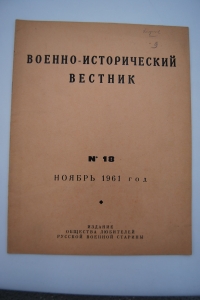 ВОЕННО-ИСТОРИЧЕСКИЙ
ВЕСТНИК
№ 18
НОЯБРЬ 1961 год
ИЗДАНИЕ
ОБЩЕСТВА ЛЮБИТЕЛЕЙ
РУССКОЙ ВОЕННОЙ СТАРИНЫ